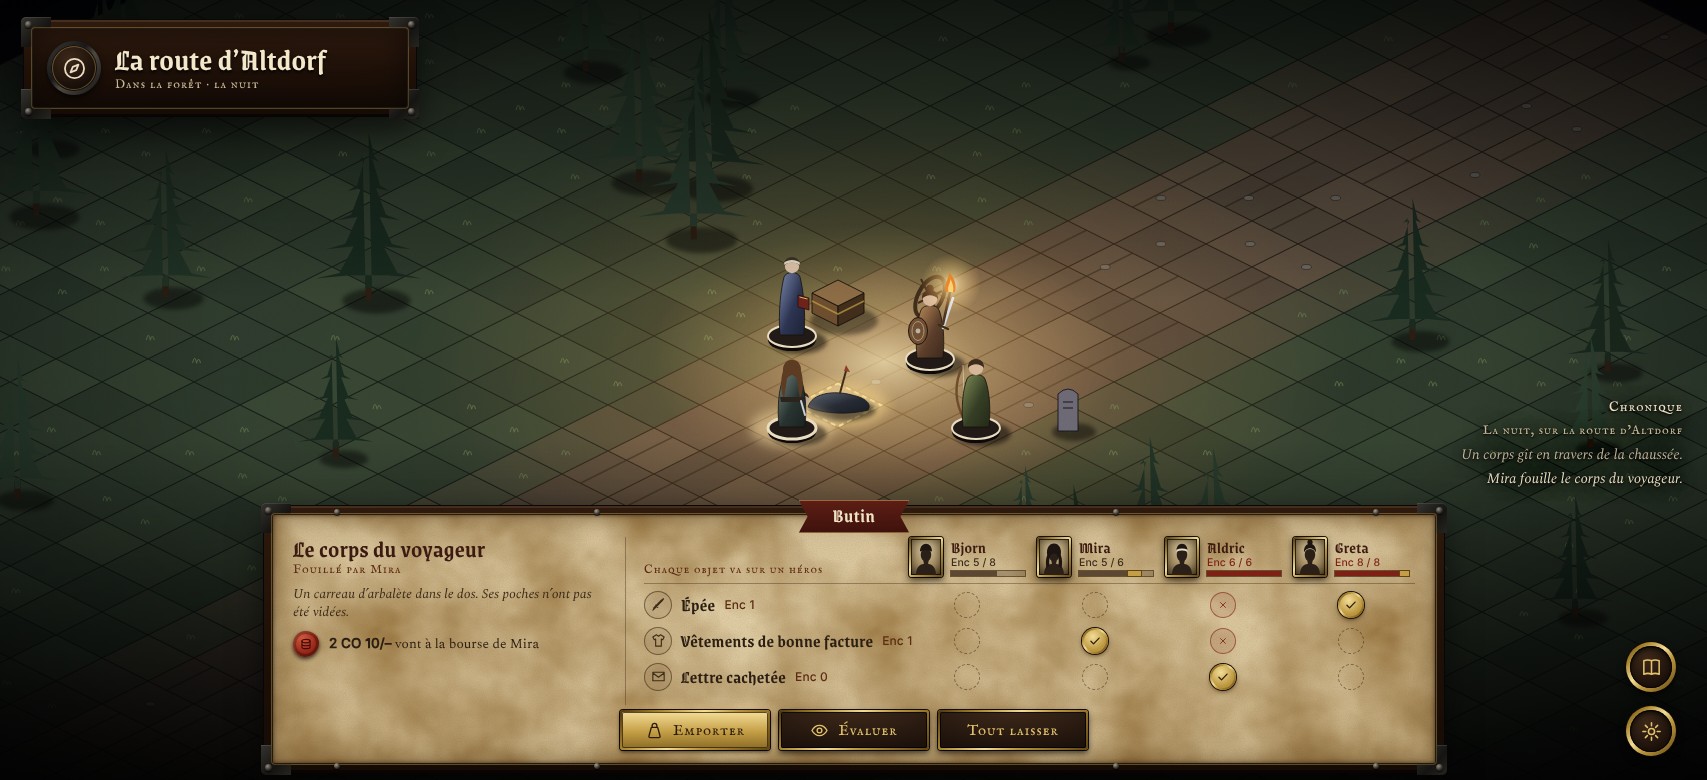 La route d'Altdorf
Dans la forêt · la nuit
Chronique
La nuit, sur la route d'Altdorf
Un corps gît en travers de la chaussée.
Mira fouille le corps du voyageur.
Butin
Le corps du voyageur
Fouillé par Mira
Un carreau d'arbalète dans le dos. Ses poches n'ont pas
été vidées.
2 CO 10/– vont à la bourse de Mira
Chaque objet va sur un héros
Bjorn
Enc 5 / 8
Mira
Enc 5 / 6
Aldric
Enc 6 / 6
Greta
Enc 8 / 8
Épée Enc 1
Vêtements de bonne facture Enc 1
Lettre cachetée Enc 0
Emporter
Évaluer
Tout laisser